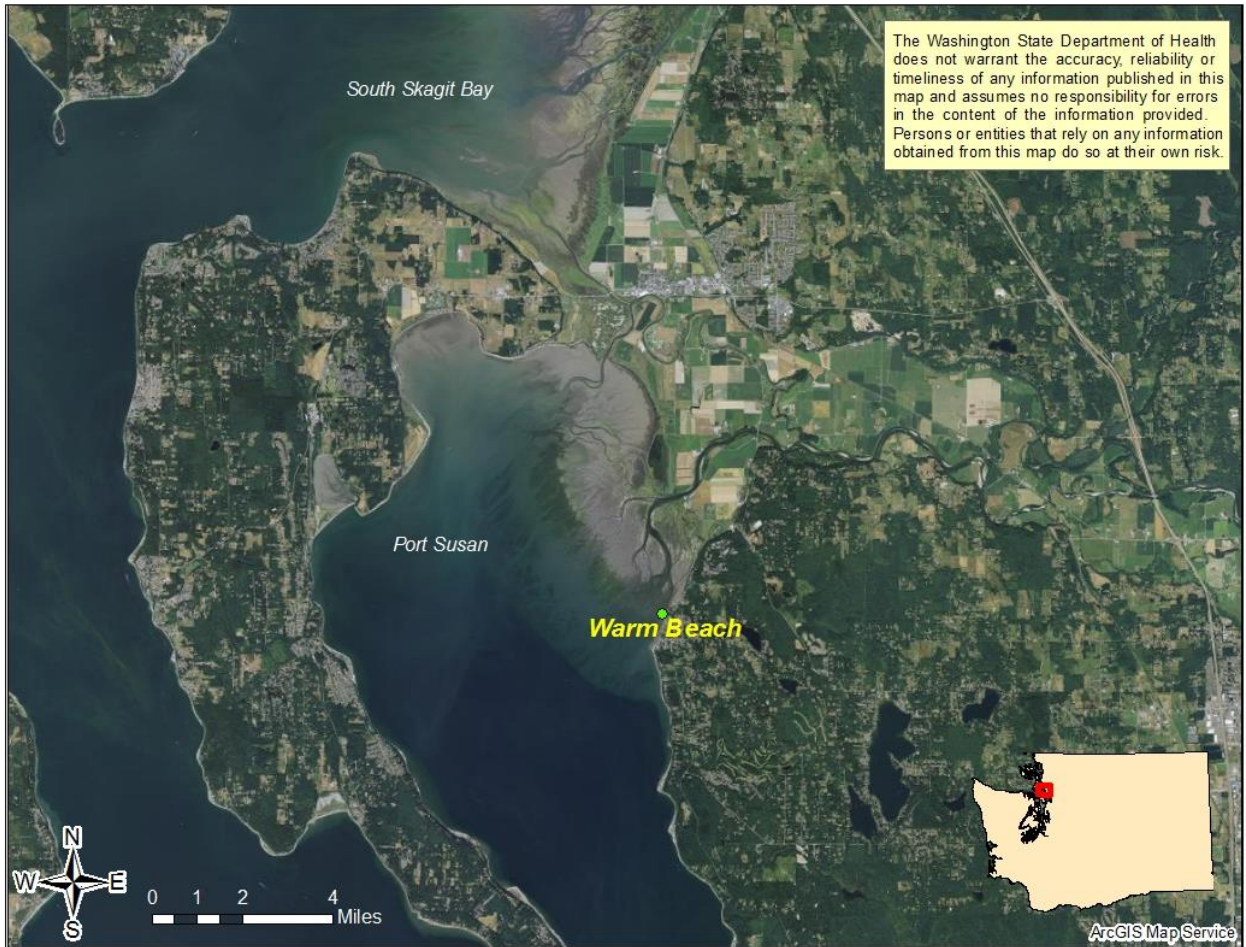 South Skagit Bay
The Washington State Department of Health
does not warrant the accuracy, reliability or
timeliness of any information published in this
map and assumes no responsibility for errors
in the content of the information provided.
Persons or entities that rely on any information
obtained from this map do so at their own risk.
Port Susan
Warm Beach
N
W E
S
0 1 2 4
Miles
ArcGIS Map Service